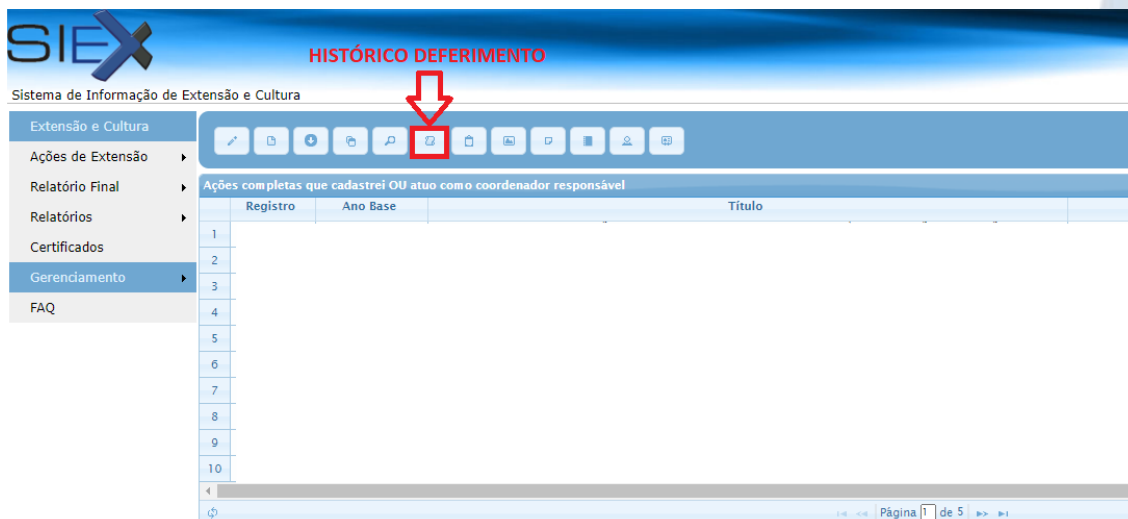 SIEX
HISTÓRICO DEFERIMENTO
Sistema de Informação de Extensão e Cultura
Extensão e Cultura
Ações de Extensão
Relatório Final
Relatórios
Certificados
Gerenciamento
FAQ
Ações completas que cadastrei OU atuo como coordenador responsável
Registro Ano Base Título
1
2
3
4
5
6
7
8
9
10
Página 1 de 5